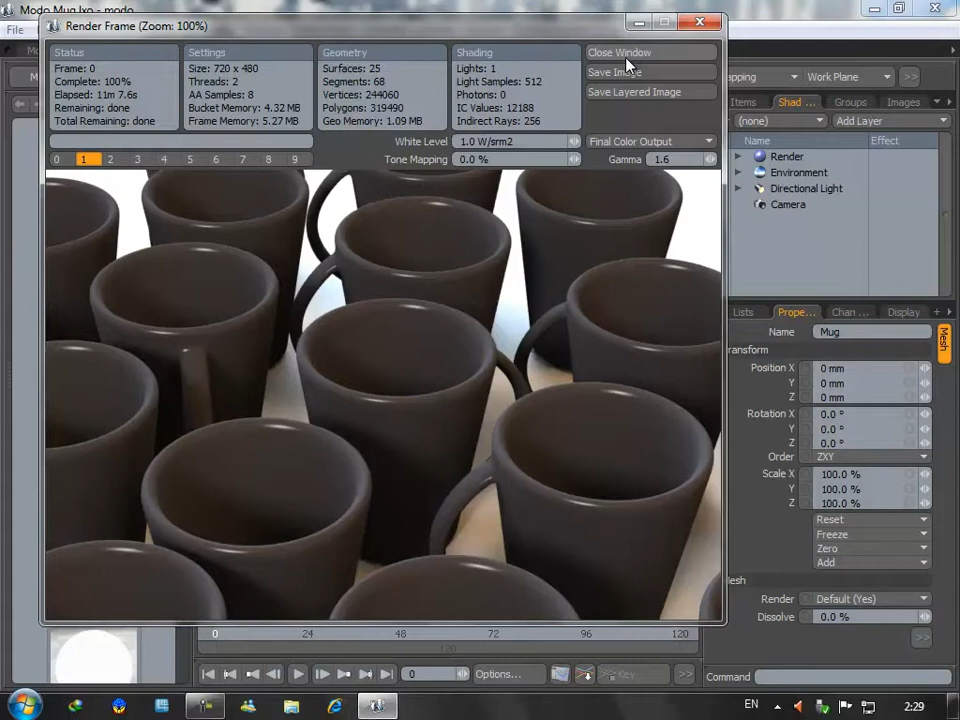 Modo Mug.lxo - modo
File
Mo
M
Render Frame (Zoom: 100%)
Status
Frame: 0
Complete: 100%
Elapsed: 11m 7.6s
Remaining: done
Total Remaining: done
Settings
Size: 720 x 480
Threads: 2
AA Samples: 8
Bucket Memory: 4.32 MB
Frame Memory: 5.27 MB
Geometry
Surfaces: 25
Segments: 68
Vertices: 244060
Polygons: 319490
Geo Memory: 1.09 MB
Shading
Lights: 1
Light Samples: 512
Photons: 0
IC Values: 12188
Indirect Rays: 256
Close Window
Save Image
Save Layered Image
White Level 1.0 W/srm2 Final Color Output
0 1 2 3 4 5 6 7 8 9 Tone Mapping 0.0 % Gamma 1.6
apping Work Plane >>
Items Shad ... Groups Images +
(none) Add Layer
Name Effect
Render
Environment
Directional Light
Camera
Lists Prope... Chan ... Display +
Name Mug
Mesh
ransform
Position X 0 mm
Y 0 mm
Z 0 mm
Rotation X 0.0 °
Y 0.0 °
Z 0.0 °
Order ZXY
Scale X 100.0 %
Y 100.0 %
Z 100.0 %
Reset
Freeze
Zero
Add
Mesh
Render Default (Yes)
Dissolve 0.0 %
>>
0 24 48 72 96 120
120
0 Options... Key >> Command
EN 2:29